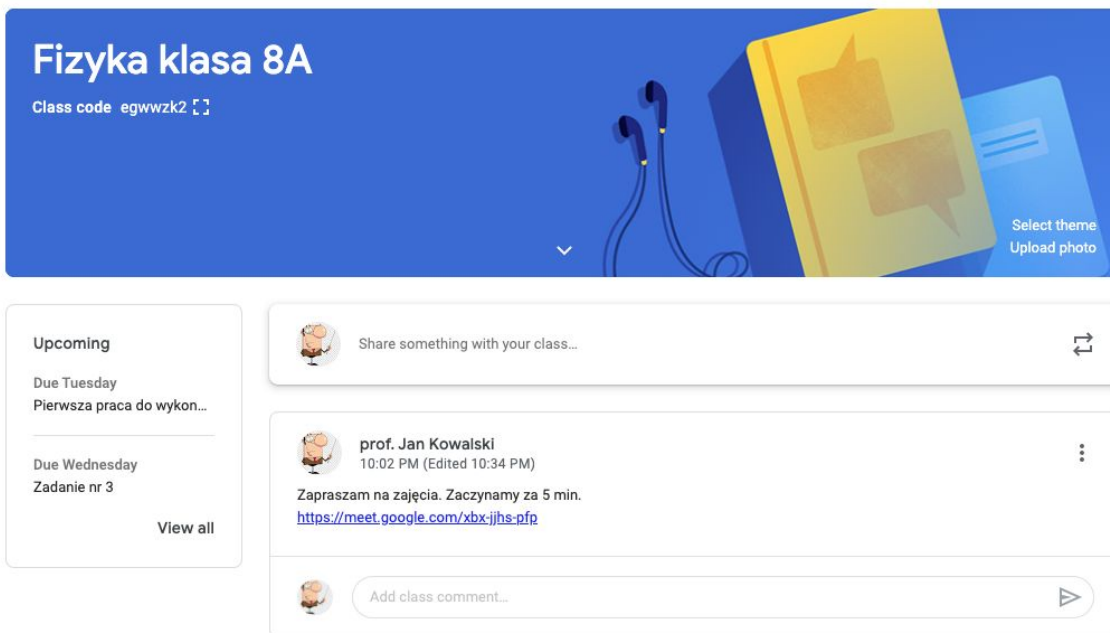 Fizyka klasa 8A
Class code egwwzk2
Select theme
Upload photo
Upcoming
Due Tuesday
Pierwsza praca do wykon...
Due Wednesday
Zadanie nr 3
View all
Share something with your class...
prof. Jan Kowalski
10:02 PM (Edited 10:34 PM)
Zapraszam na zajęcia. Zaczynamy za 5 min.
https://meet.google.com/xbx-jjhs-pfp
Add class comment...